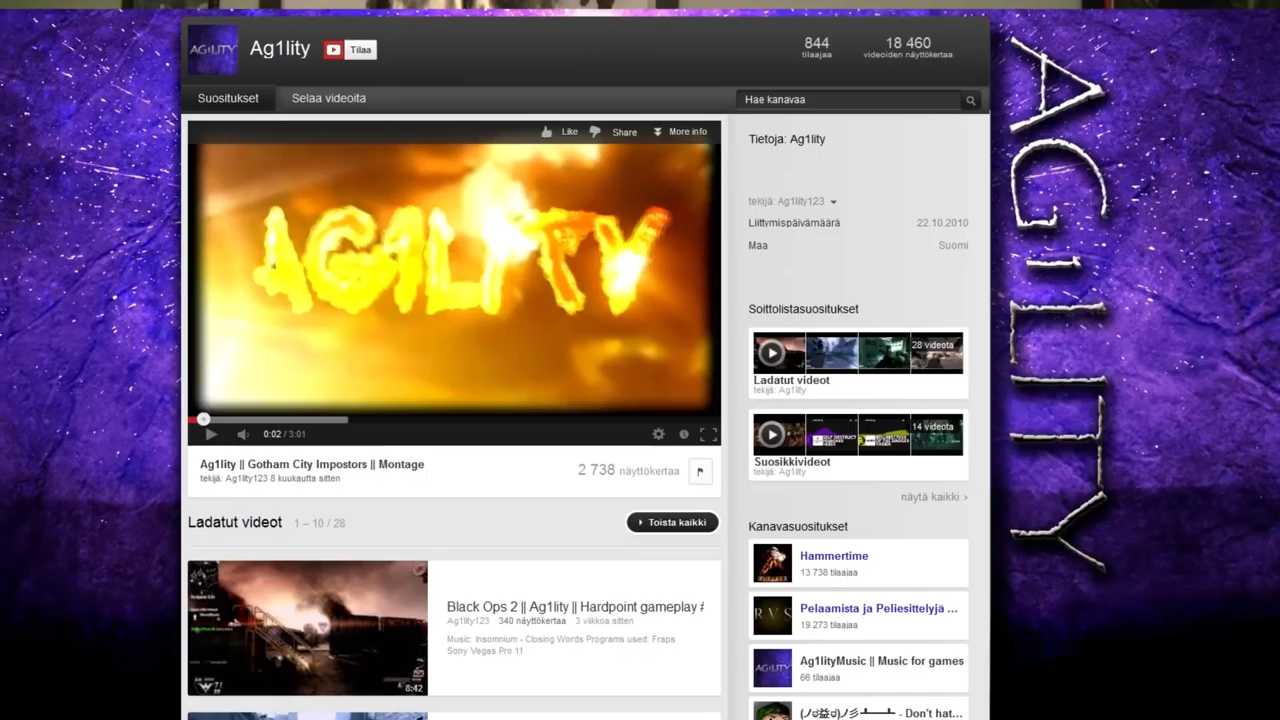 AG1LITY
Ag1lity
Tilaa
844
tilaajaa
18 460
videoiden näyttökertaa
Suositukset
Selaa videoita
Hae kanavaa
Like
Share
More info
AG1LITY
0:02 / 3:01
Ag1lity || Gotham City Impostors || Montage
tekijä: Ag1lity123 8 kuukautta sitten
2 738 näyttökertaa
Ladatut videot 1 – 10 / 28
Toista kaikki
Black Ops 2 || Ag1lity || Hardpoint gameplay #
Ag1lity123 340 näyttökertaa 3 viikkoa sitten
Music: Insomnium - Closing Words Programs used: Fraps
Sony Vegas Pro 11
8:42
Tietoja: Ag1lity
tekijä: Ag1lity123
Liittymispäivämäärä 22.10.2010
Maa Suomi
Soittolistasuositukset
28 videota
Ladatut videot
tekijä: Ag1lity
14 videota
Suosikkivideot
tekijä: Ag1lity
näytä kaikki ›
Kanavasuositukset
Hammertime
13 738 tilaajaa
RVS
Pelaamista ja Peliesittelyjä ...
19 273 tilaajaa
AG1LITY
Ag1lityMusic || Music for games
66 tilaajaa
- Don't hat...
AG1LITY